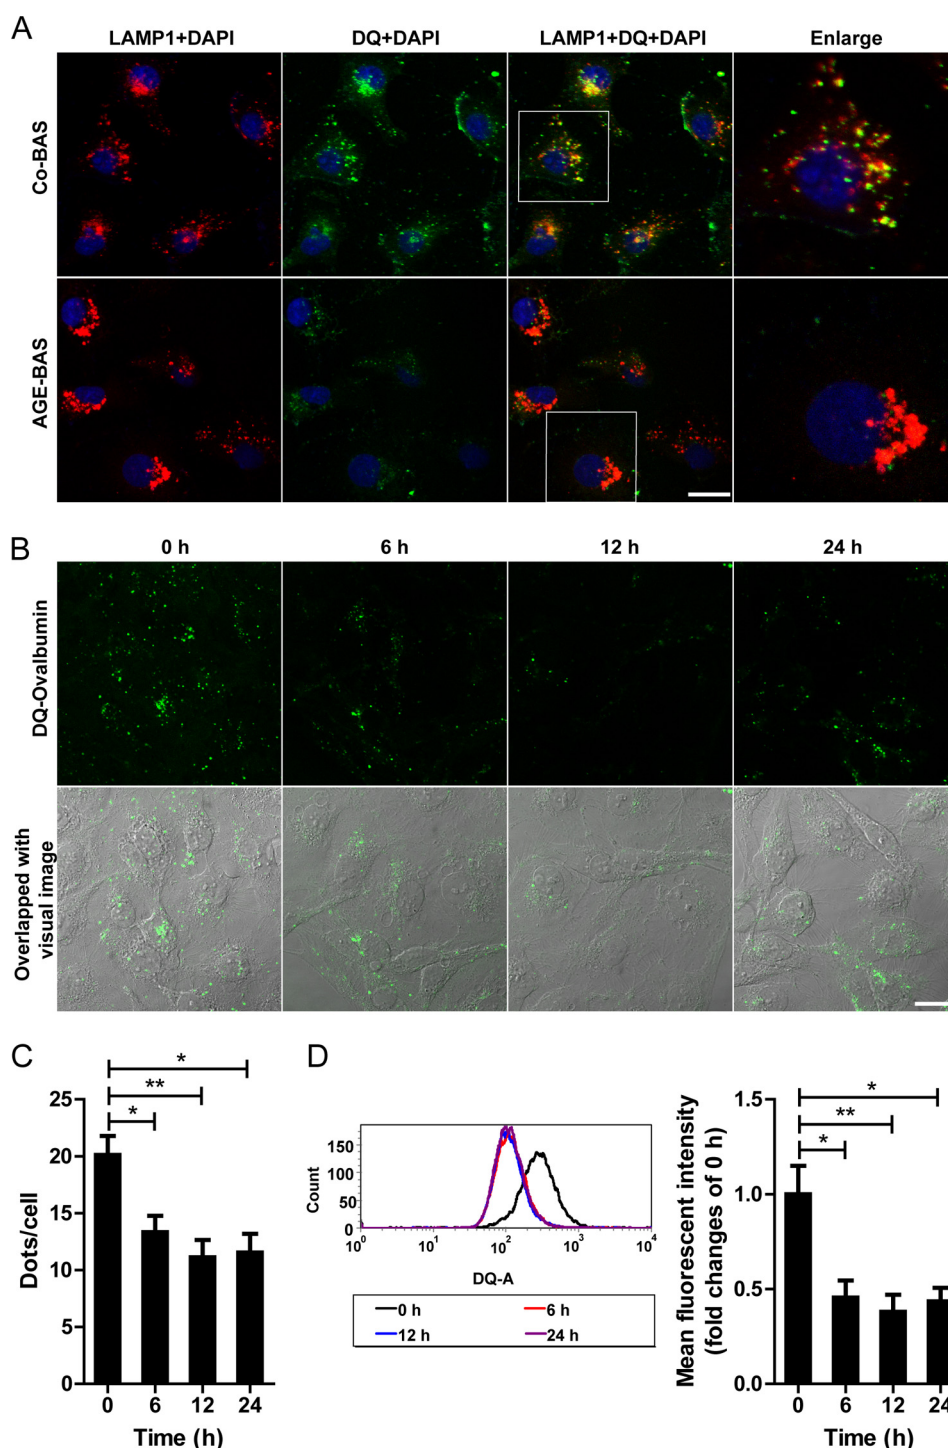 A
LAMP1+DAPI
DQ+DAPI
LAMP1+DQ+DAPI
Enlarge
Co-BAS
AGE-BAS
B
0 h
6 h
12 h
24 h
DQ-Ovalbumin
Overlapped with
visual image
C
*
**
*
25
20
15
10
5
0
Dots/cell
0
6
12
24
Time (h)
D
150
100
50
0
Count
10^0
10^1
10^2
10^3
10^4
DQ-A
0 h
6 h
12 h
24 h
*
**
*
1.5
1.0
0.5
0.0
Mean fluorescent intensity
(fold changes of 0 h)
0
6
12
24
Time (h)